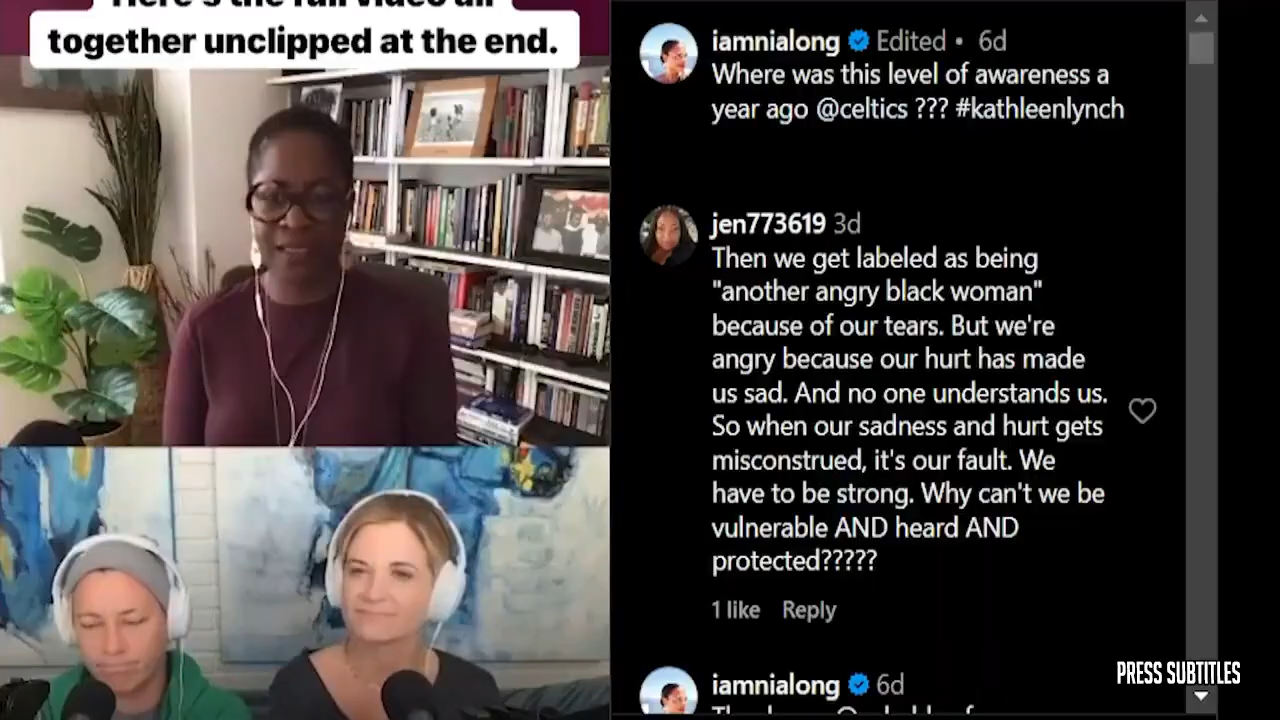 Here's the full video all
together unclipped at the end.
iamnialong Edited • 6d
Where was this level of awareness a
year ago @celtics ??? #kathleenlynch
jen773619 3d
Then we get labeled as being
"another angry black woman"
because of our tears. But we're
angry because our hurt has made
us sad. And no one understands us.
So when our sadness and hurt gets
misconstrued, it's our fault. We
have to be strong. Why can't we be
vulnerable AND heard AND
protected?????
1 like Reply
iamnialong 6d
PRESS SUBTITLES